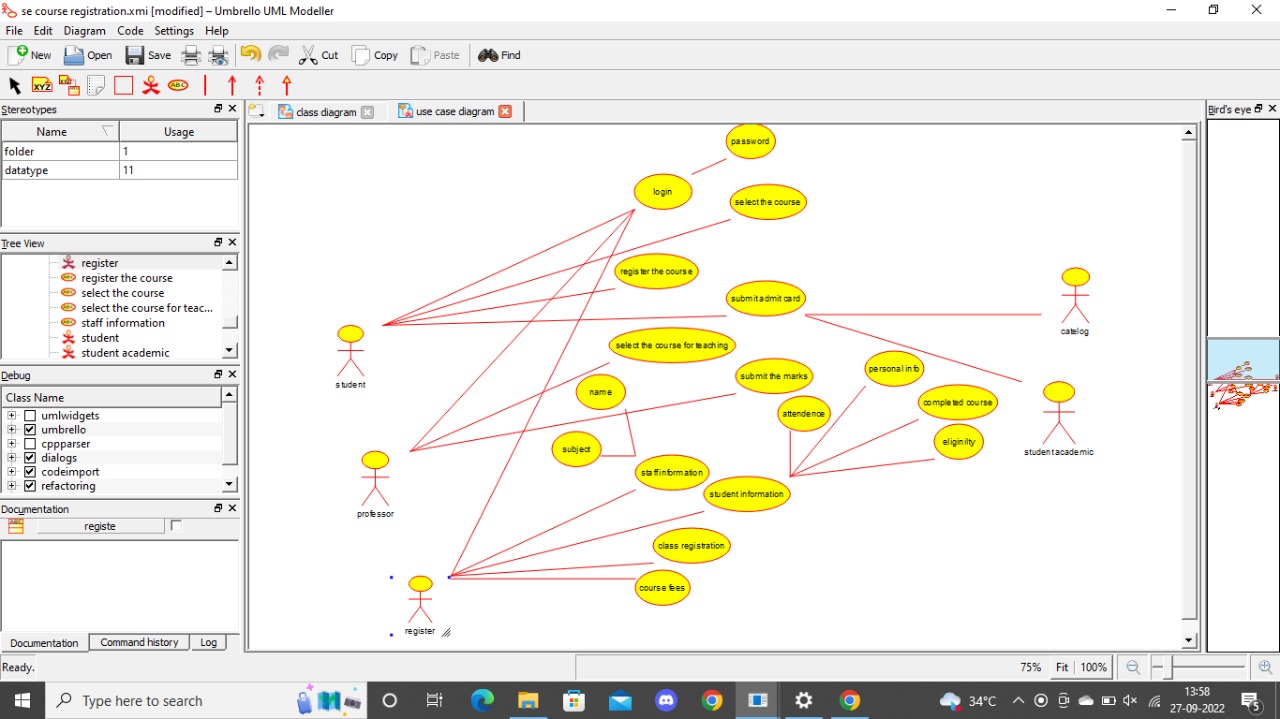 se course registration.xmi [modified] – Umbrello UML Modeller
File Edit Diagram Code Settings Help
New Open Save Cut Copy Paste Find
XYZ ABC
Stereotypes
Name Usage
folder 1
datatype 11
Tree View
register
register the course
select the course
select the course for teac...
staff information
student
student academic
Debug
Class Name
umlwidgets
umbrello
cppparser
dialogs
codeimport
refactoring
Documentation
registe
Documentation Command history Log
class diagram use case diagram
Bird's eye
password
login
select the course
register the course
submit admit card
catelog
select the course for teaching
student
submit the marks
personal info
name
completed course
attendence
eliginilty
subject
student academic
staff information
student information
professor
class registration
course fees
register
Ready.
75% Fit 100%
Type here to search
34°C
13:58
27-09-2022
5